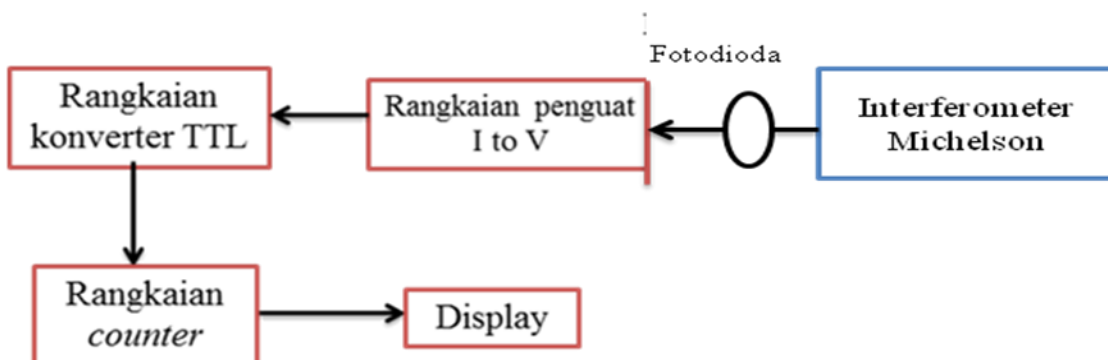 Fotodioda
Rangkaian
konverter TTL
Rangkaian penguat
I to V
Interferometer
Michelson
Rangkaian
counter
Display